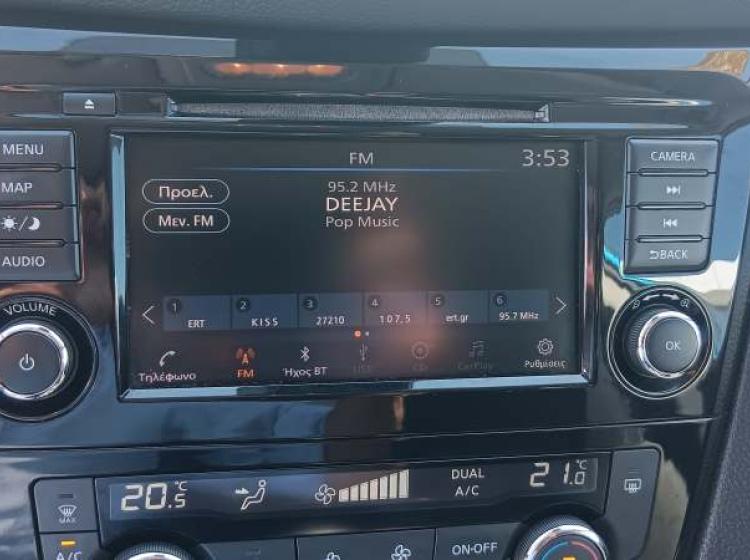 FM 3:53
MENU
MAP
AUDIO
VOLUME
Προελ.
Μεν. FM
95.2 MHz
DEEJAY
Pop Music
1 ERT
2 KISS
3 27210
4 107,5
5 ert.gr
6 95.7 MHz
Τηλέφωνο
FM
Ήχος BT
USB
CD
CarPlay
Ρυθμίσεις
CAMERA
BACK
OK
20.5 °C
DUAL
A/C
21.0 °C
MAX
A/C
ON-OFF